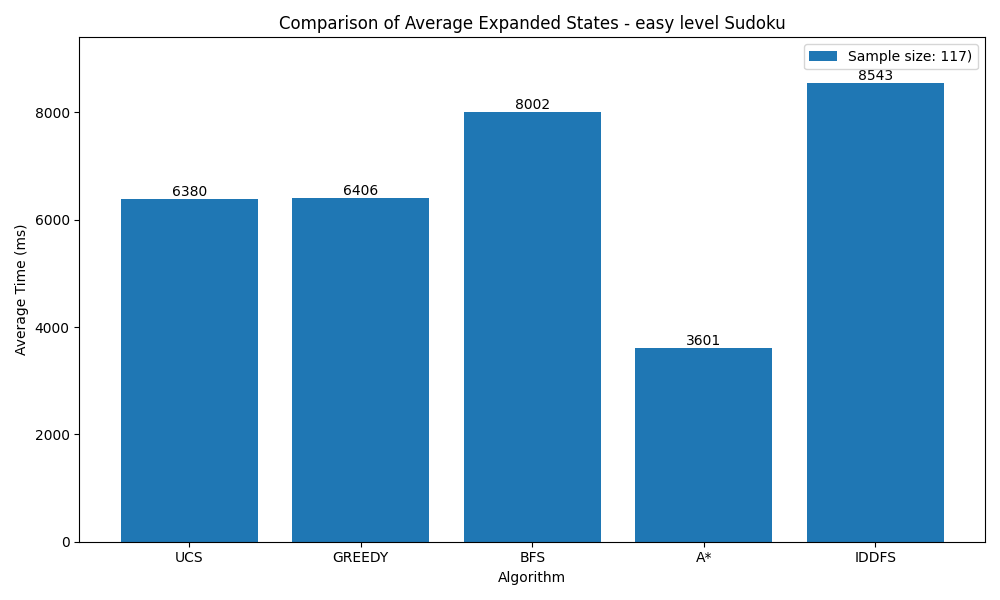 Comparison of Average Expanded States - easy level Sudoku
Sample size: 117)
Average Time (ms)
8000
6000
4000
2000
0
6380
6406
8002
3601
8543
UCS
GREEDY
BFS
A*
IDDFS
Algorithm